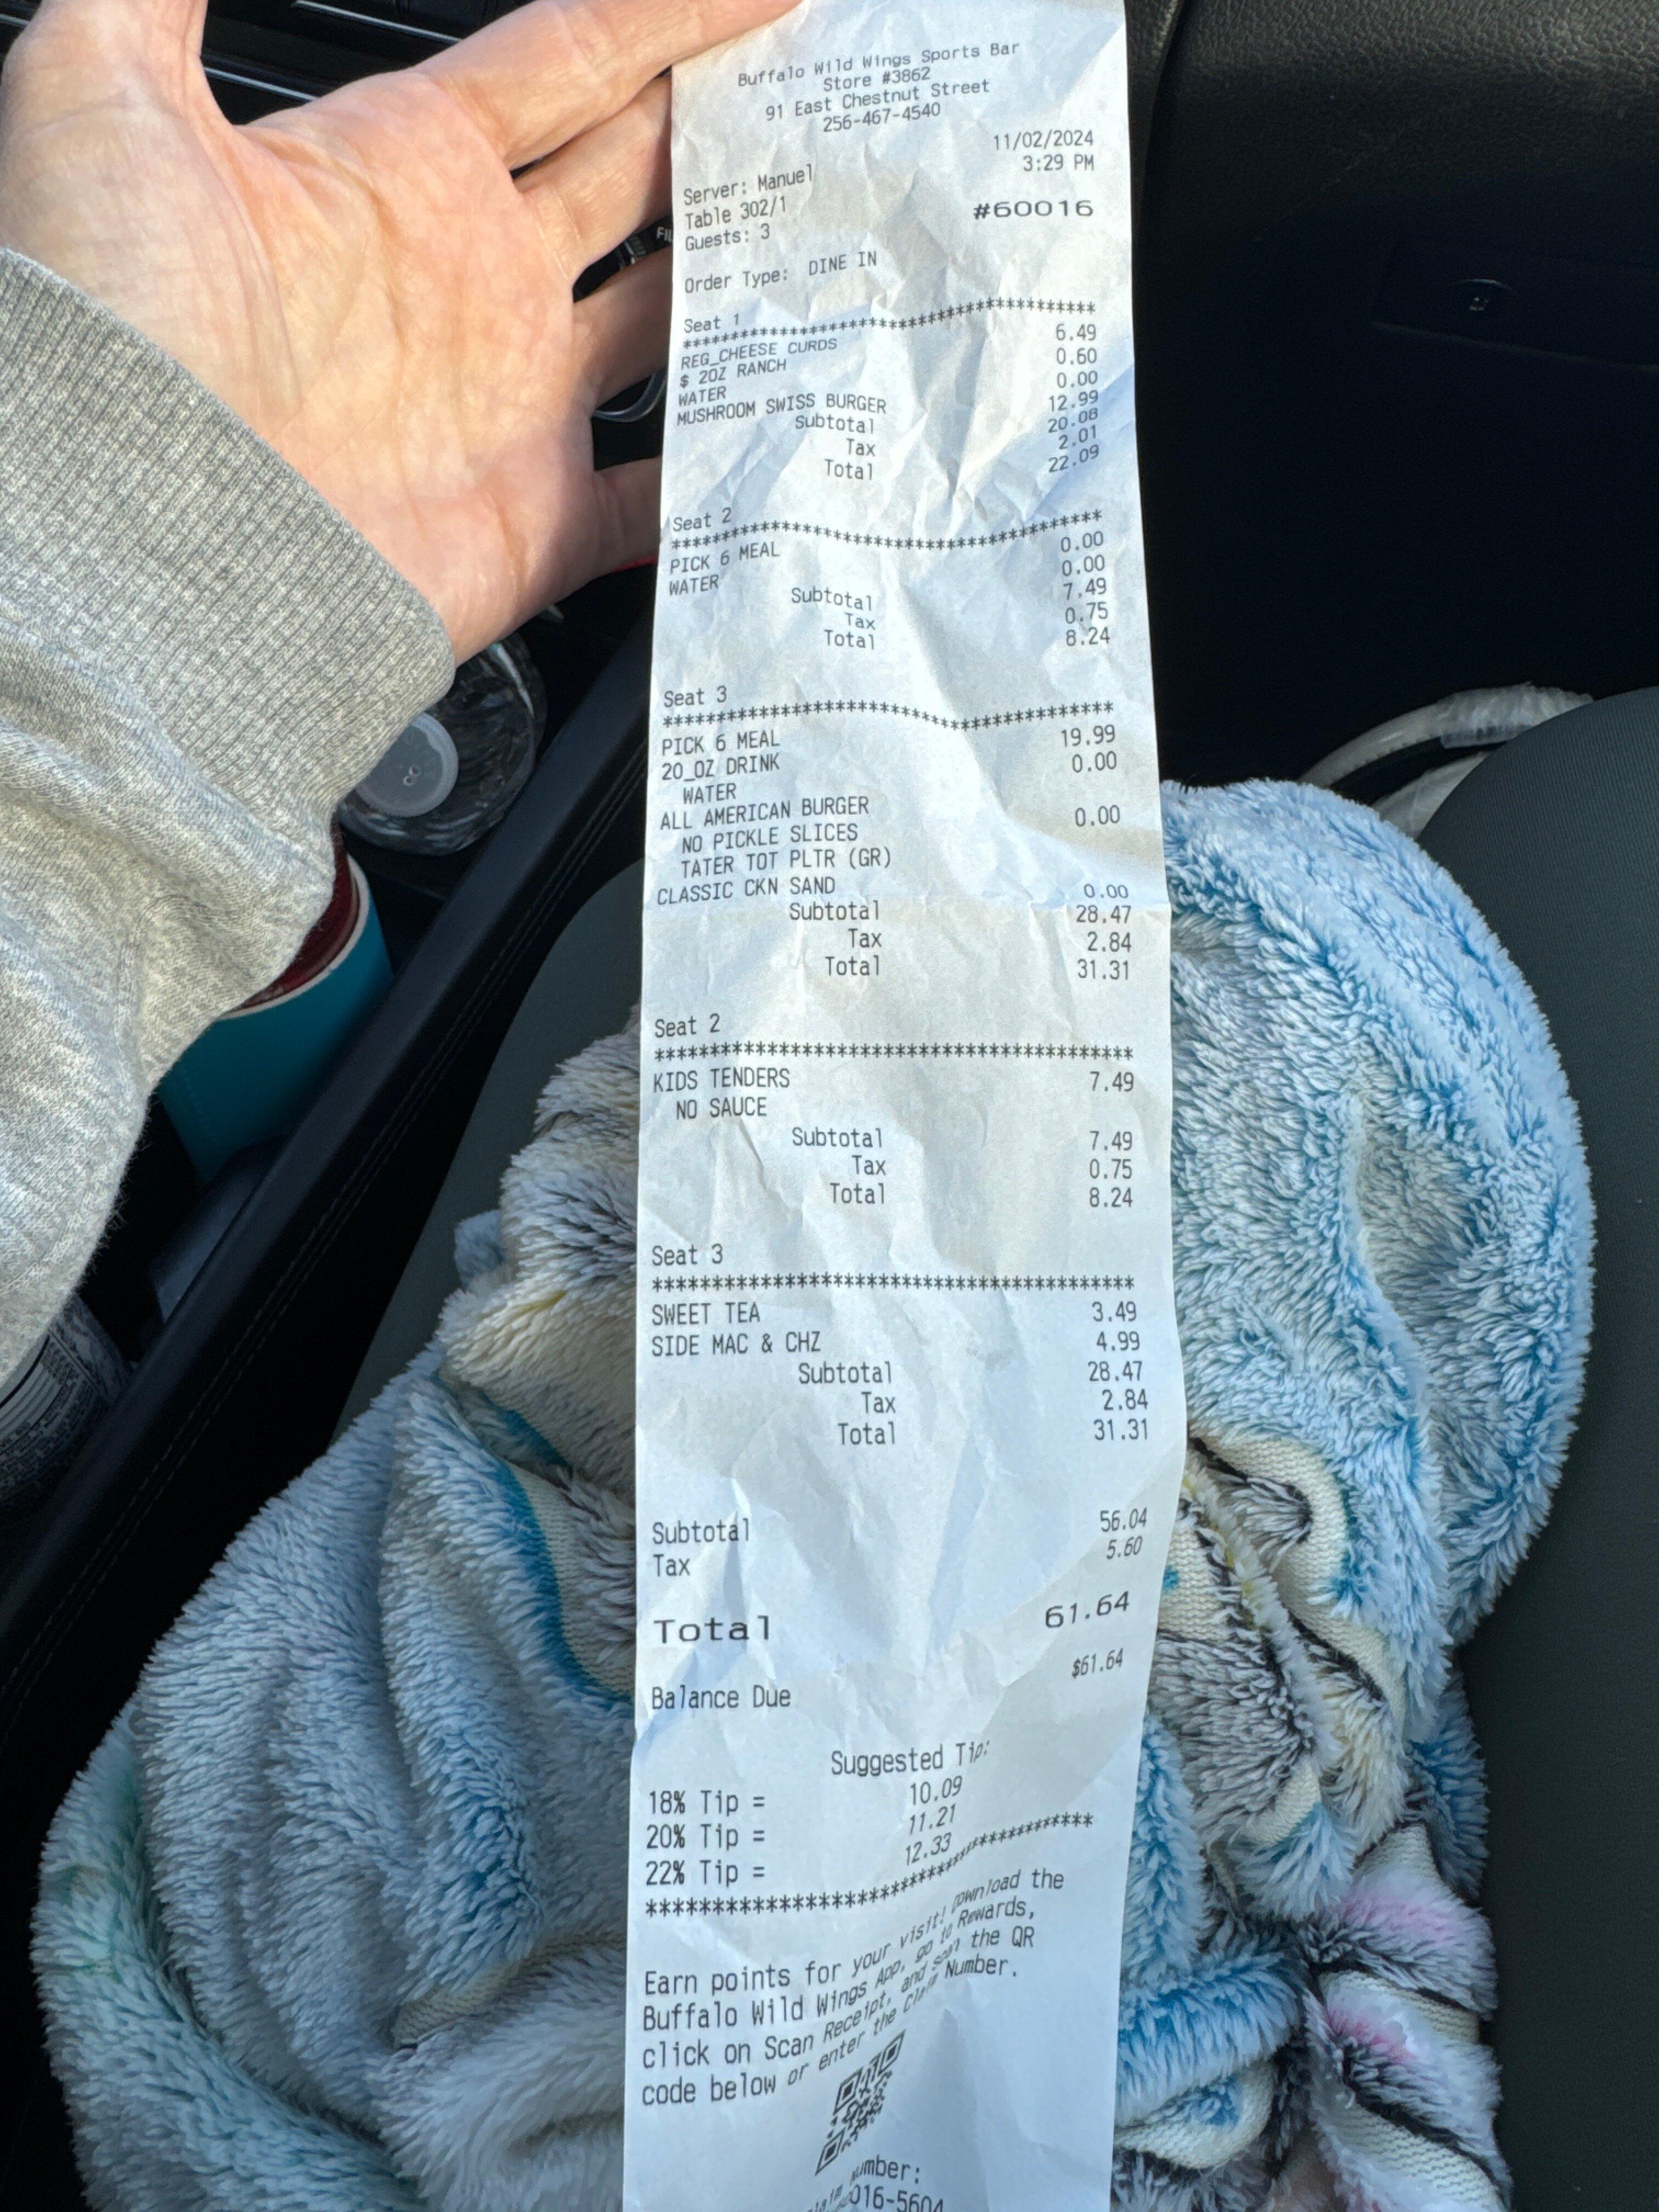 Buffalo Wild Wings Sports Bar
Store #3862
91 East Chestnut Street
256-467-4540
11/02/2024
3:29 PM
Server: Manuel
Table 302/1 #60016
Guests: 3
Order Type: DINE IN
Seat 1
****************************************
REG_CHEESE CURDS 6.49
$ 2OZ RANCH 0.60
WATER 0.00
MUSHROOM SWISS BURGER 12.99
Subtotal 20.08
Tax 2.01
Total 22.09
Seat 2
****************************************
PICK 6 MEAL 0.00
WATER 0.00
Subtotal 7.49
Tax 0.75
Total 8.24
Seat 3
****************************************
PICK 6 MEAL 19.99
20_OZ DRINK 0.00
WATER
ALL AMERICAN BURGER 0.00
NO PICKLE SLICES
TATER TOT PLTR (GR)
CLASSIC CKN SAND 0.00
Subtotal 28.47
Tax 2.84
Total 31.31
Seat 2
****************************************
KIDS TENDERS 7.49
NO SAUCE
Subtotal 7.49
Tax 0.75
Total 8.24
Seat 3
****************************************
SWEET TEA 3.49
SIDE MAC & CHZ 4.99
Subtotal 28.47
Tax 2.84
Total 31.31
Subtotal 56.04
Tax 5.60
Total 61.64
Balance Due $61.64
Suggested Tip:
18% Tip = 10.09
20% Tip = 11.21
22% Tip = 12.33
****************************************
Earn points for your visit! Download the
Buffalo Wild Wings App, go to Rewards,
click on Scan Receipt, and scan the QR
code below or enter the Claim Number.